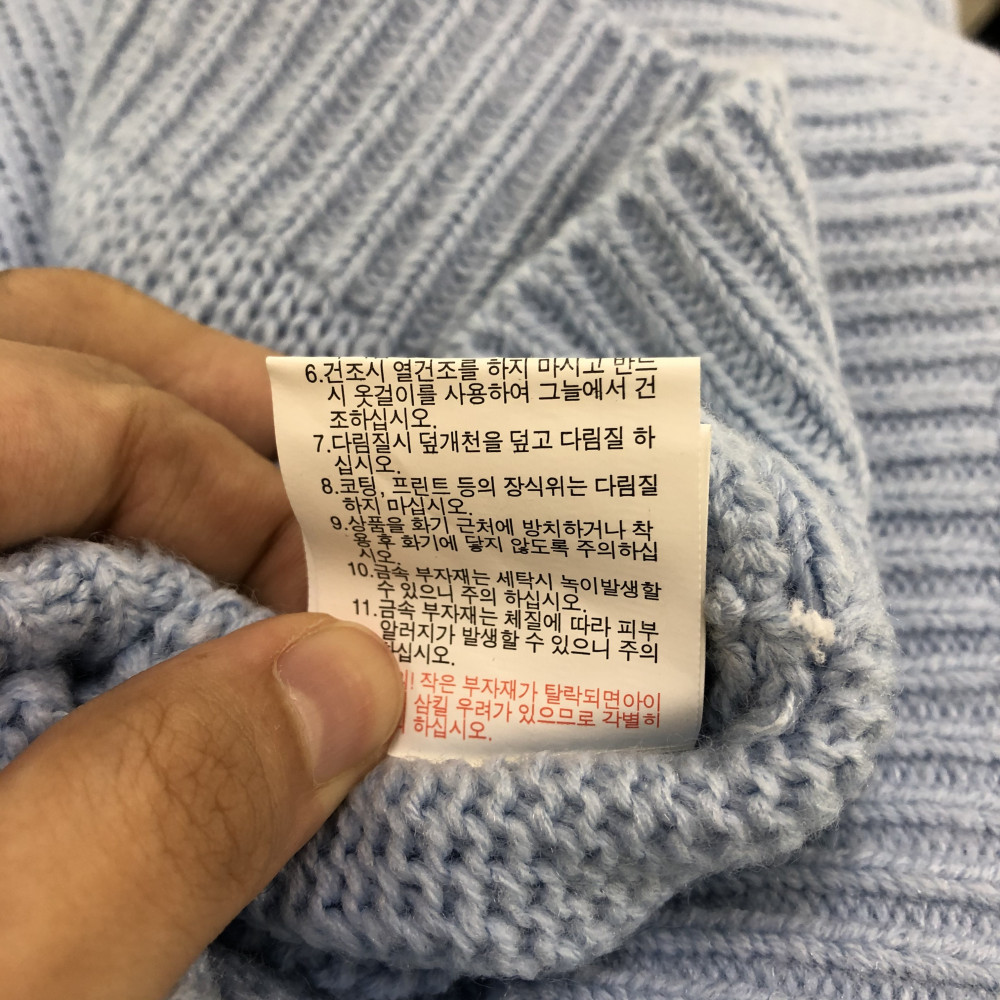 6.건조시 열건조를 하지 마시고 반드
시 옷걸이를 사용하여 그늘에서 건
조하십시오.
7.다림질시 덮개천을 덮고 다림질 하
십시오.
8.코팅, 프린트 등의 장식위는 다림질
하지 마십시오.
9.상품을 화기 근처에 방치하거나 착
용 후 화기에 닿지 않도록 주의하십
시오.
10.금속 부자재는 세탁시 녹이발생할
수 있으니 주의 하십시오.
11.금속 부자재는 체질에 따라 피부
알러지가 발생할 수 있으니 주의
하십시오.
작은 부자재가 탈락되면아이
삼킬 우려가 있으므로 각별히
하십시오.